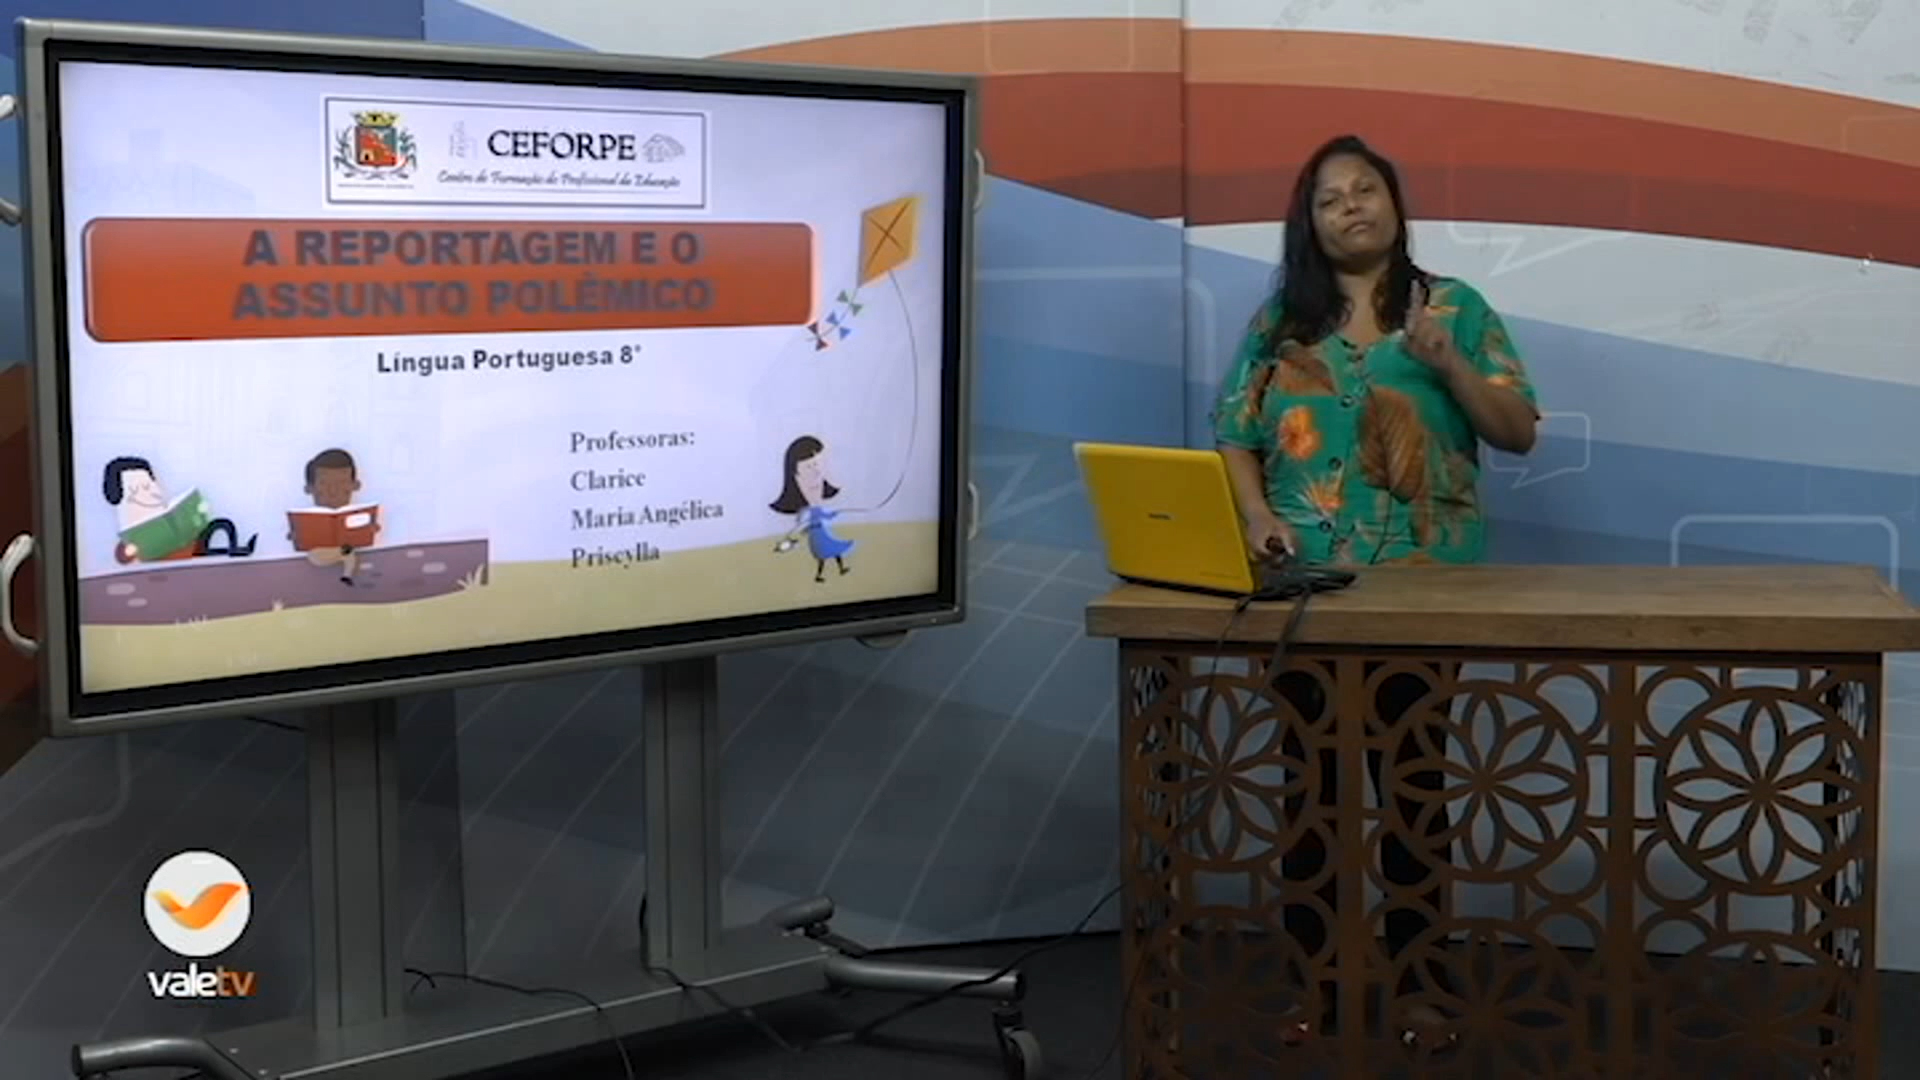 CEFORPE
Centro de Formação do Profissional da Educação
A REPORTAGEM E O
ASSUNTO POLÊMICO
Língua Portuguesa 8°
Professoras:
Clarice
Maria Angélica
Priscylla
valetv